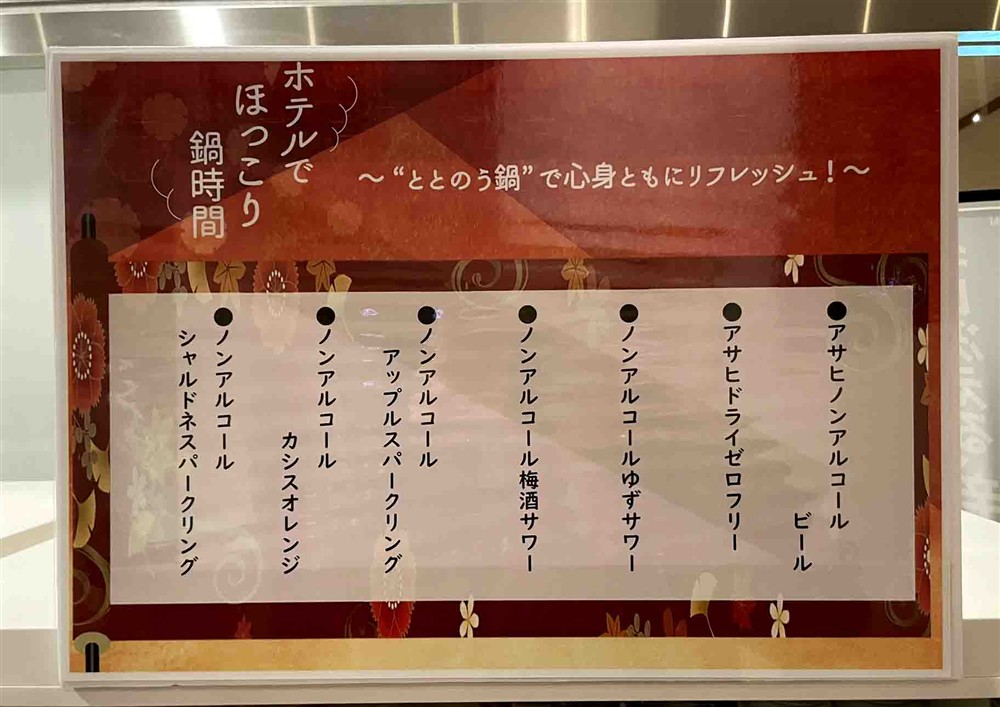 ホテルで
ほっこり
鍋時間
～“ととのう鍋”で心身ともにリフレッシュ！～
●アサヒノンアルコール
ビール
●アサヒドライゼロフリー
●ノンアルコールゆずサワー
●ノンアルコール梅酒サワー
●ノンアルコール
アップルスパークリング
●ノンアルコール
カシスオレンジ
●ノンアルコール
シャルドネスパークリング